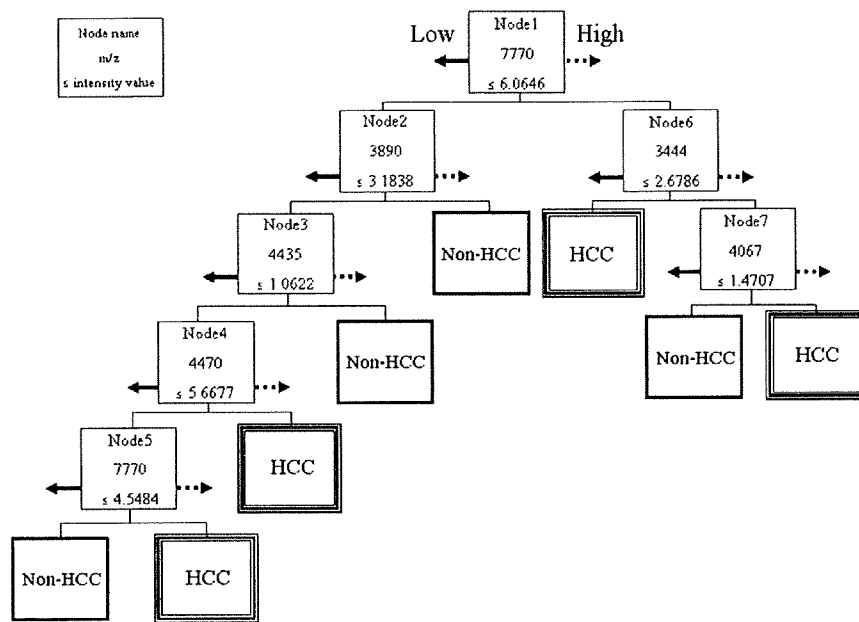 Node name
m/z
≤ intensity value
Low
High
Node1
7770
≤ 6.0646
Node2
3890
≤ 3.1838
Node6
3444
≤ 2.6786
Node3
4435
≤ 1.0622
Non-HCC
HCC
Node7
4067
≤ 1.4707
Node4
4470
≤ 5.6677
Non-HCC
Non-HCC
HCC
Node5
7770
≤ 4.5484
HCC
Non-HCC
HCC